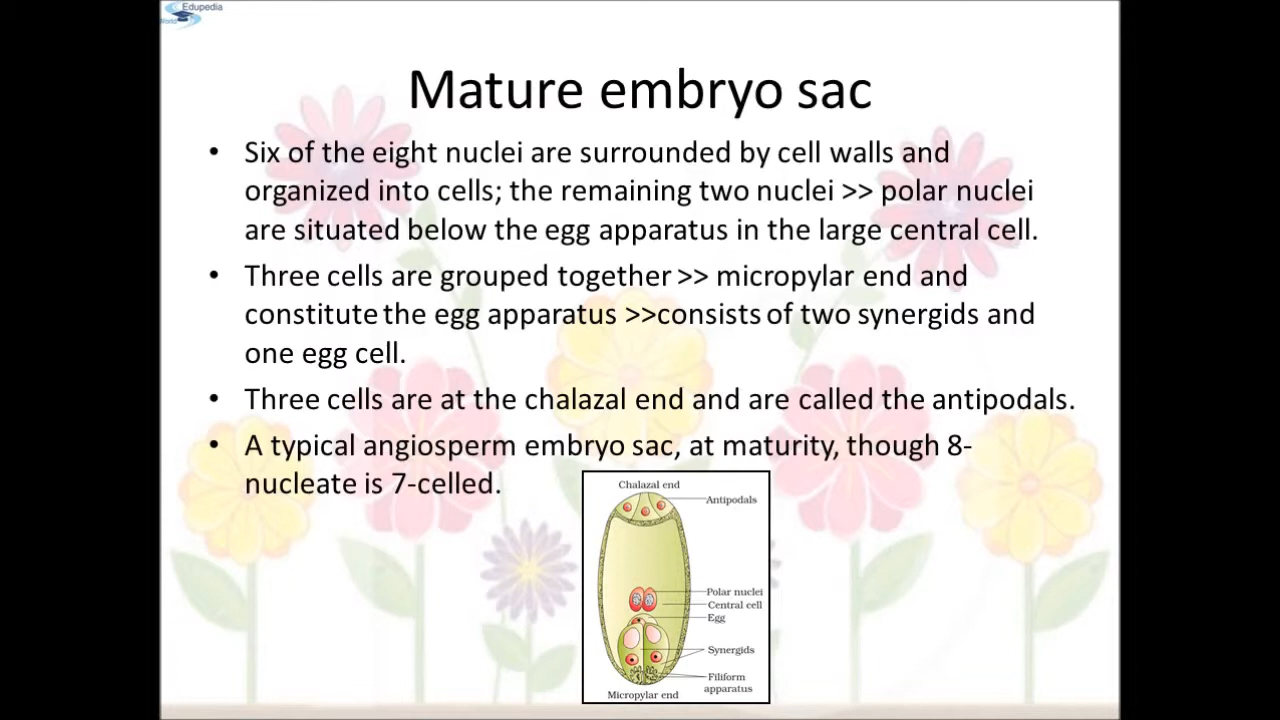 Edupedia
World
Mature embryo sac
• Six of the eight nuclei are surrounded by cell walls and
organized into cells; the remaining two nuclei >> polar nuclei
are situated below the egg apparatus in the large central cell.
• Three cells are grouped together >> micropylar end and
constitute the egg apparatus >>consists of two synergids and
one egg cell.
• Three cells are at the chalazal end and are called the antipodals.
• A typical angiosperm embryo sac, at maturity, though 8-
nucleate is 7-celled.
Chalazal end
Antipodals
Polar nuclei
Central cell
Egg
Synergids
Filiform
apparatus
Micropylar end